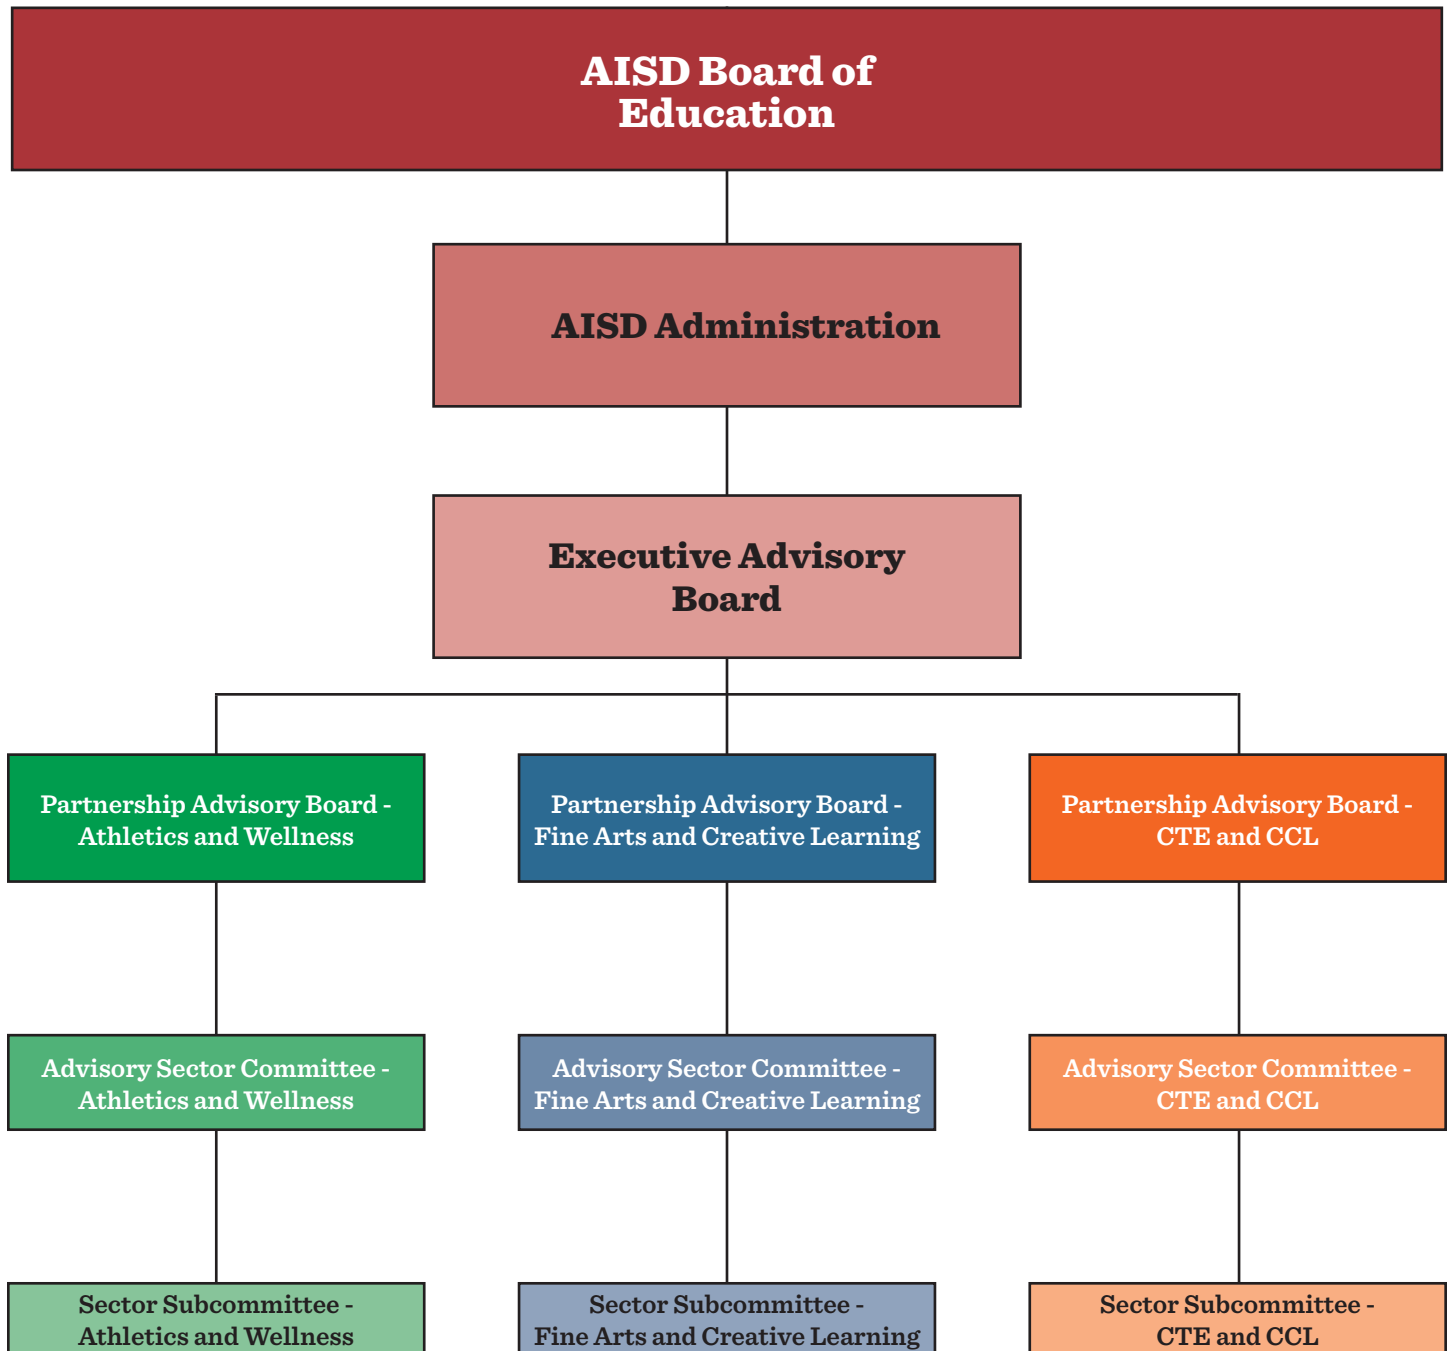 AISD Board of
Education
AISD Administration
Executive Advisory
Board
Partnership Advisory Board -
Athletics and Wellness
Partnership Advisory Board -
Fine Arts and Creative Learning
Partnership Advisory Board -
CTE and CCL
Advisory Sector Committee -
Athletics and Wellness
Advisory Sector Committee -
Fine Arts and Creative Learning
Advisory Sector Committee -
CTE and CCL
Sector Subcommittee -
Athletics and Wellness
Sector Subcommittee -
Fine Arts and Creative Learning
Sector Subcommittee -
CTE and CCL